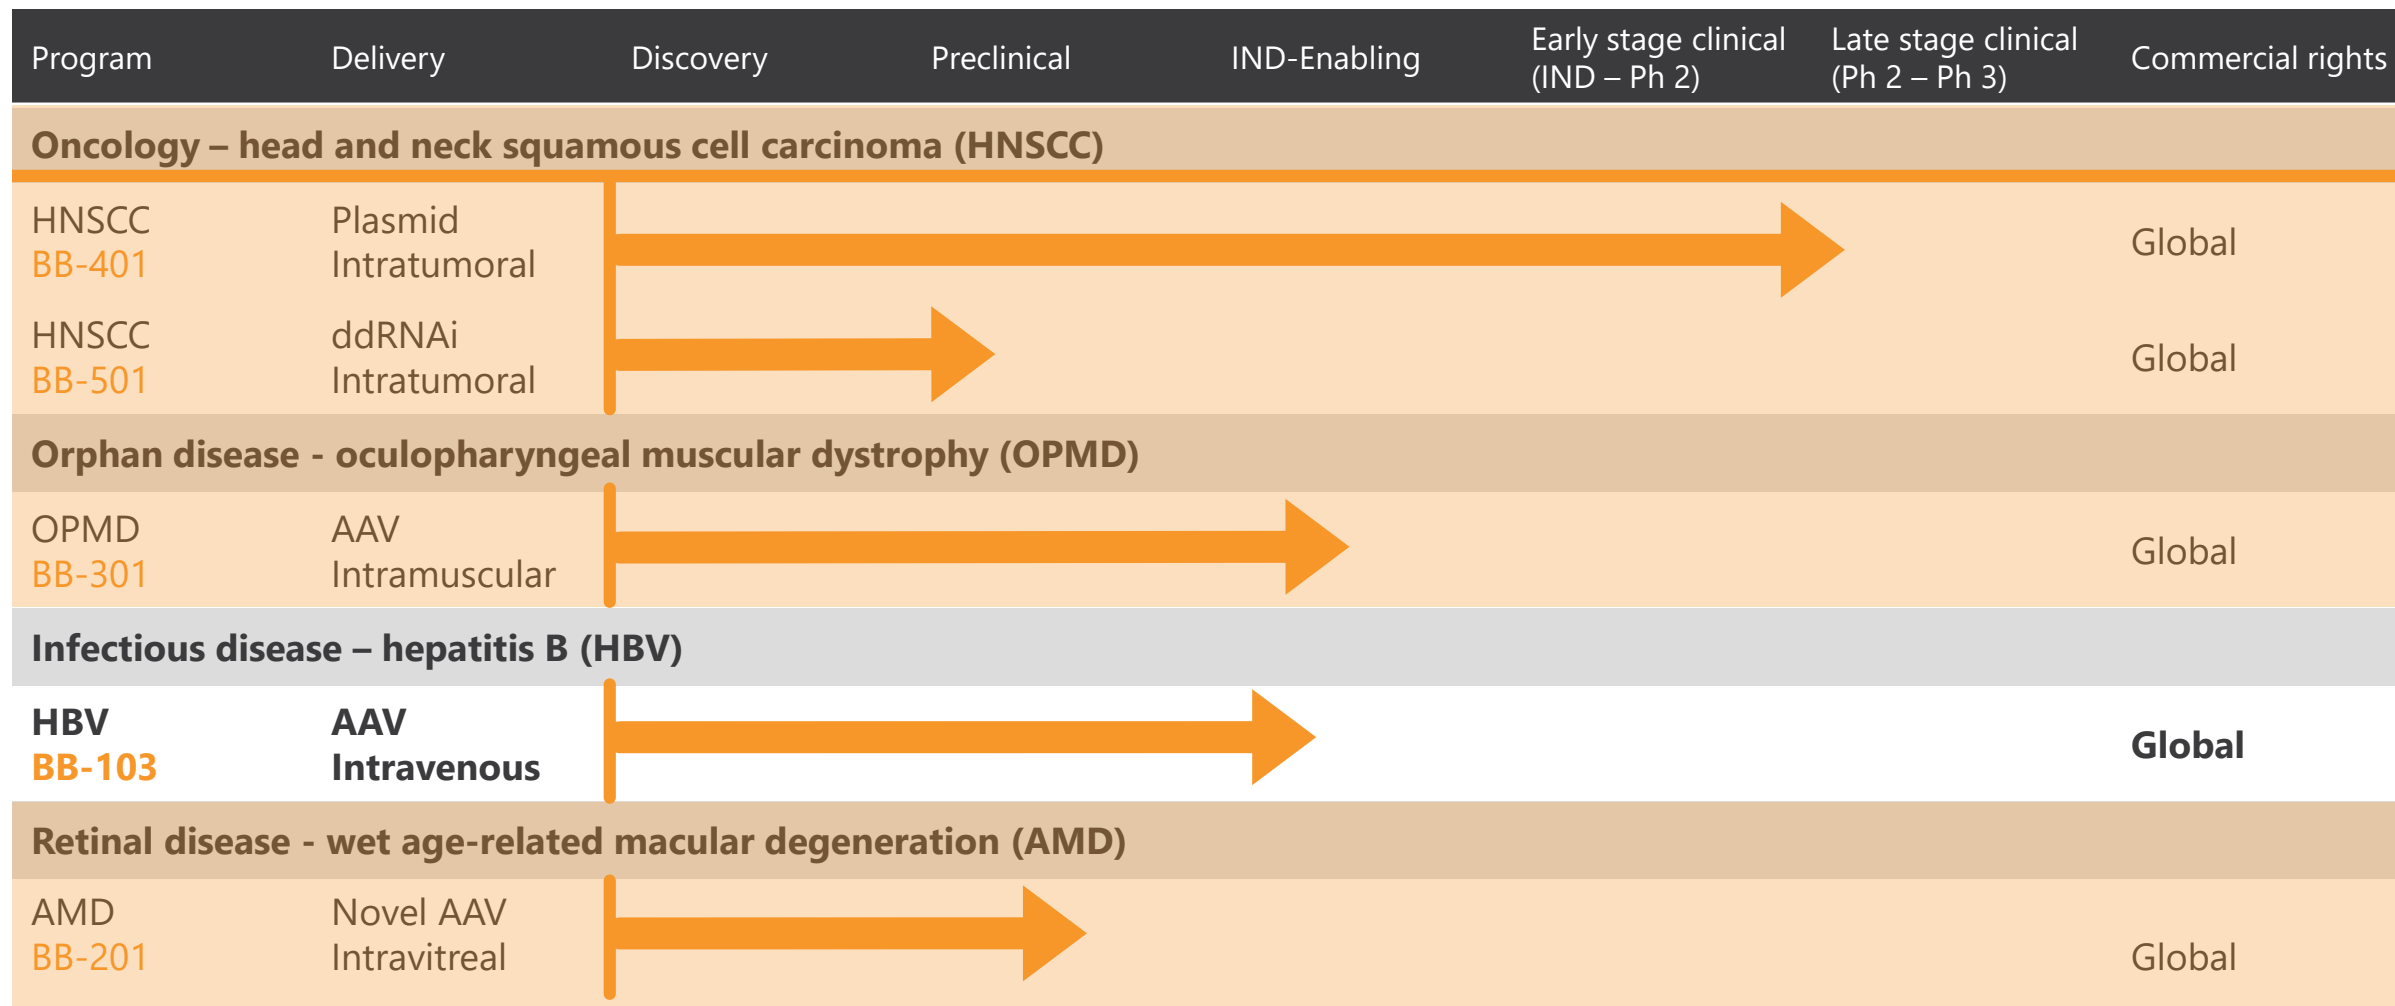 Program Delivery Discovery Preclinical IND-Enabling Early stage clinical (IND – Ph 2) Late stage clinical (Ph 2 – Ph 3) Commercial rights
Oncology – head and neck squamous cell carcinoma (HNSCC)
HNSCC Plasmid
BB-401 Intratumoral
Global
HNSCC ddRNAi
BB-501 Intratumoral
Global
Orphan disease - oculopharyngeal muscular dystrophy (OPMD)
OPMD AAV
BB-301 Intramuscular
Global
Infectious disease – hepatitis B (HBV)
HBV AAV
BB-103 Intravenous
Global
Retinal disease - wet age-related macular degeneration (AMD)
AMD Novel AAV
BB-201 Intravitreal
Global